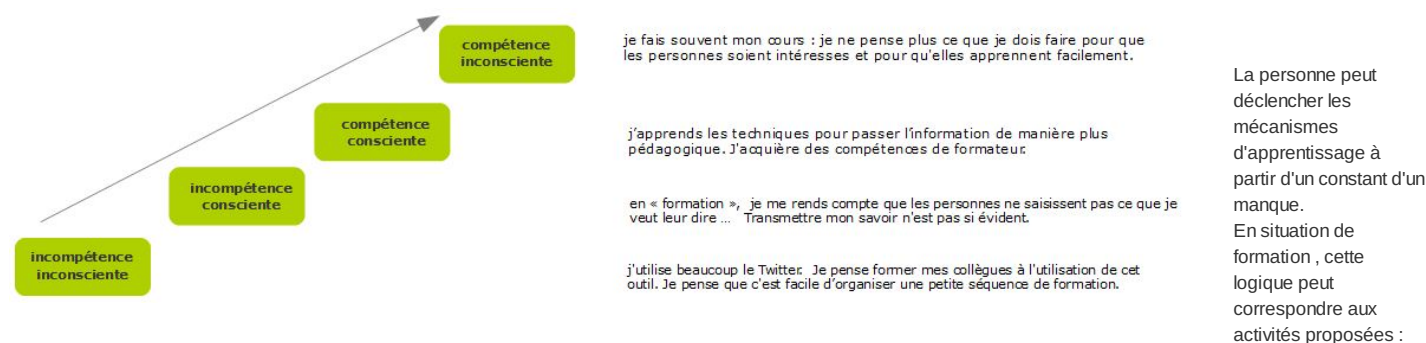 compétence
inconsciente
je fais souvent mon cours : je ne pense plus ce que je dois faire pour que
les personnes soient intéresses et pour qu'elles apprennent facilement.
compétence
consciente
j'apprends les techniques pour passer l'information de manière plus
pédagogique. J'acquière des compétences de formateur.
incompétence
consciente
en « formation », je me rends compte que les personnes ne saisissent pas ce que je
veut leur dire ... Transmettre mon savoir n'est pas si évident.
incompétence
inconsciente
j'utilise beaucoup le Twitter. Je pense former mes collègues à l'utilisation de cet
outil. Je pense que c'est facile d'organiser une petite séquence de formation.
La personne peut
déclencher les
mécanismes
d'apprentissage à
partir d'un constant d'un
manque.
En situation de
formation , cette
logique peut
correspondre aux
activités proposées :